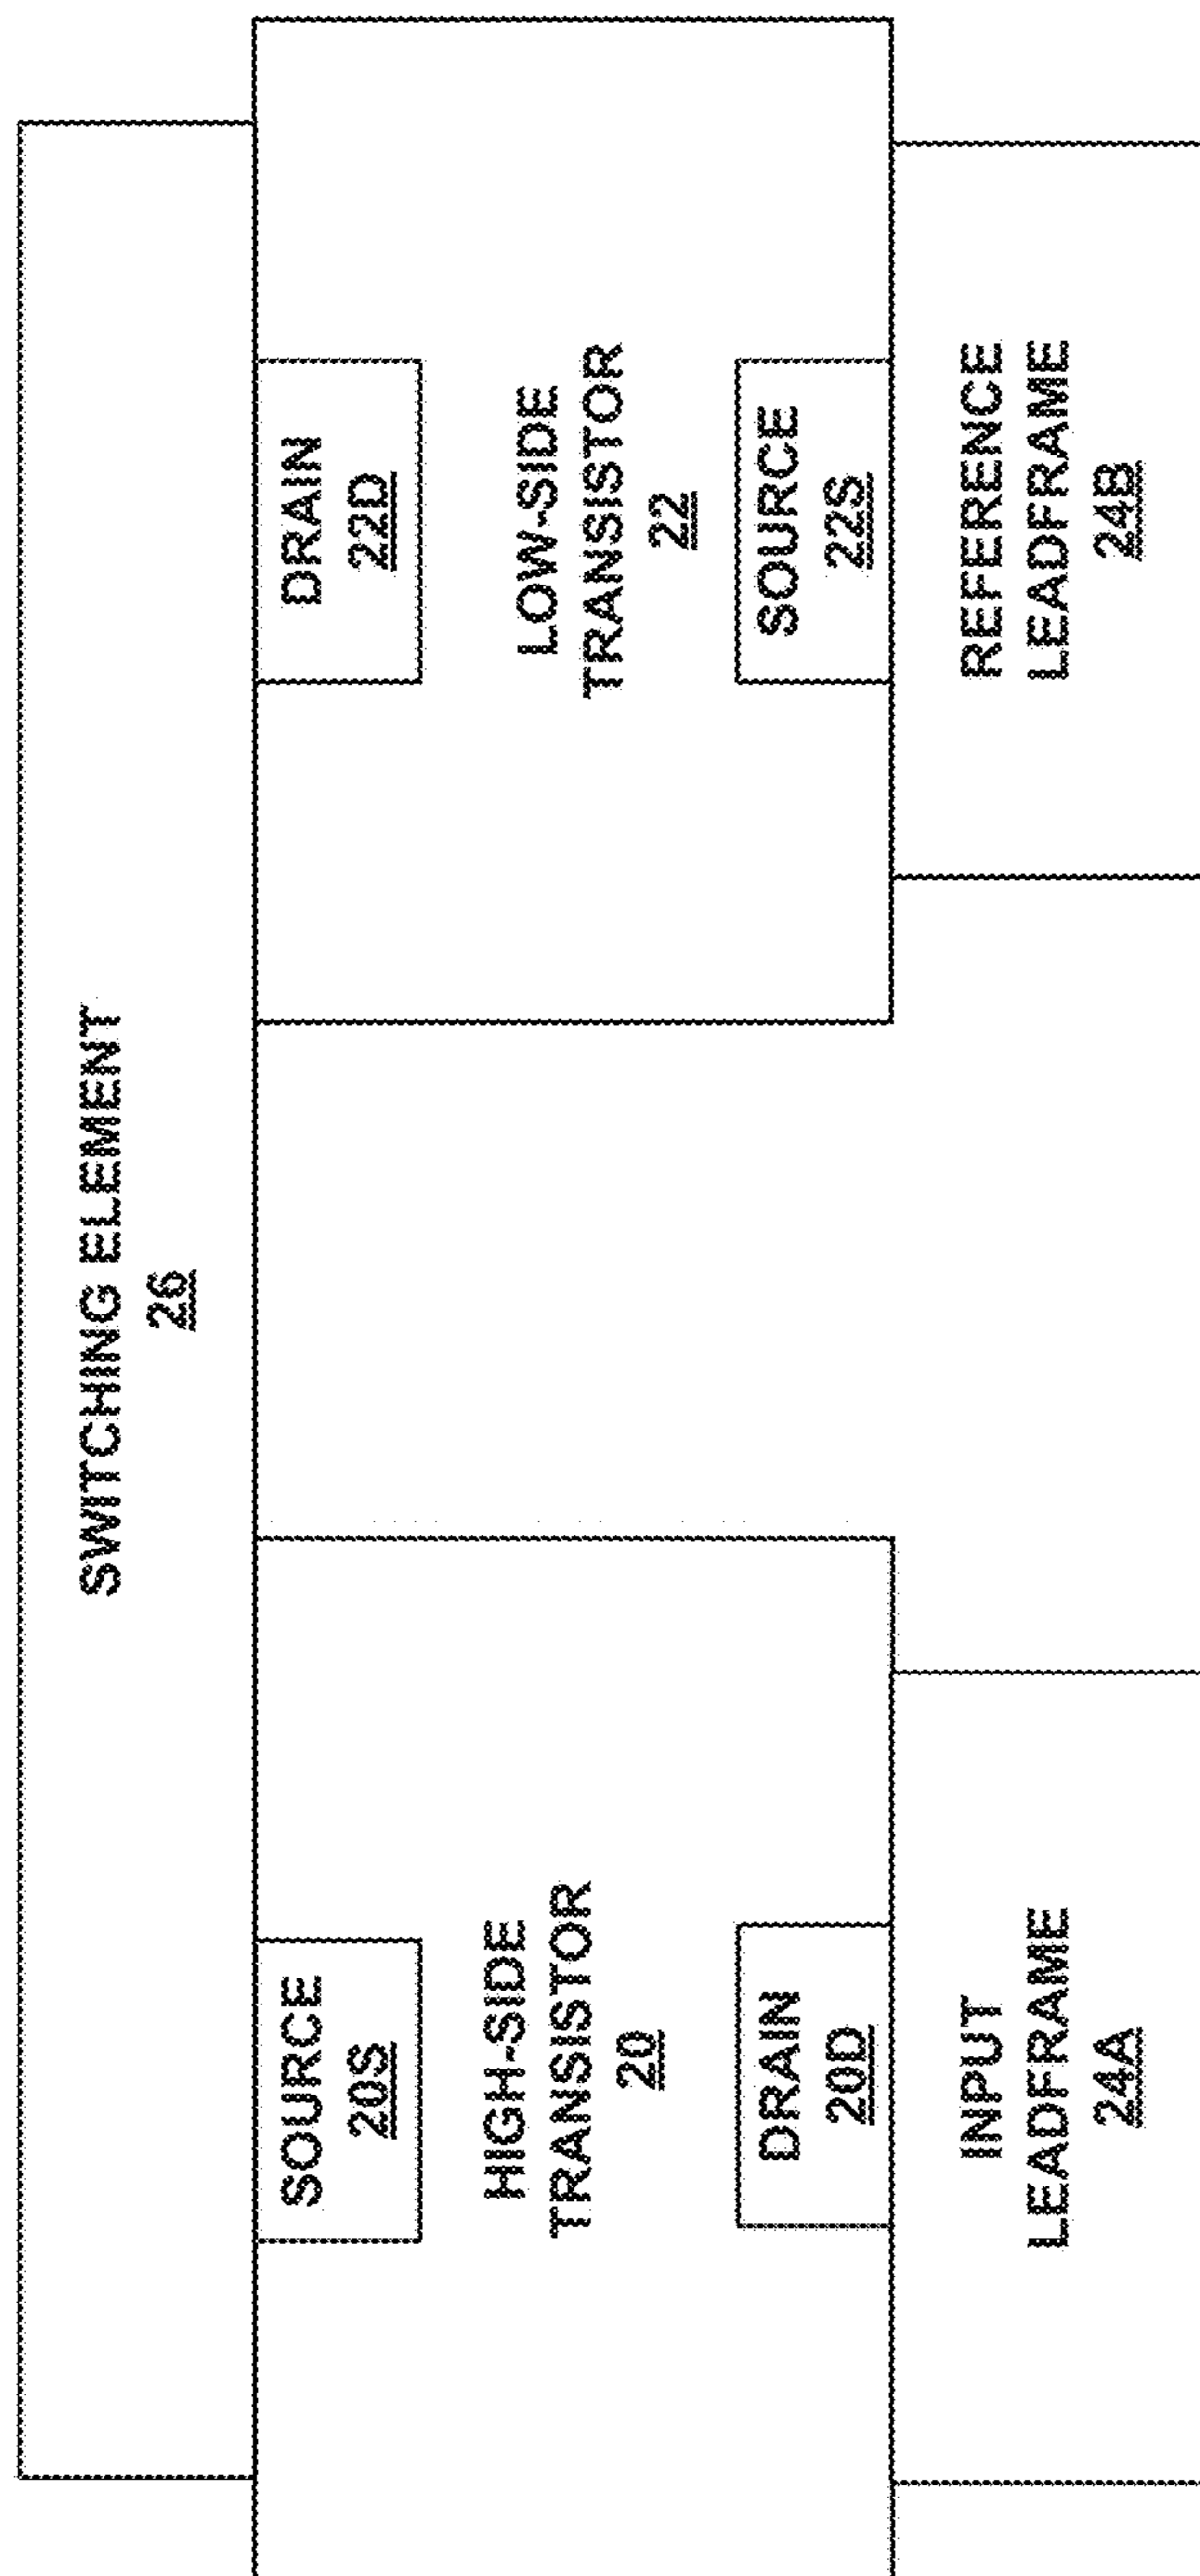 SWITCHING ELEMENT
26
SOURCE
20S
HIGH-SIDE
TRANSISTOR
20
DRAIN
20D
INPUT
LEADFRAME
24A
DRAIN
22D
LOW-SIDE
TRANSISTOR
22
SOURCE
22S
REFERENCE
LEADFRAME
24B